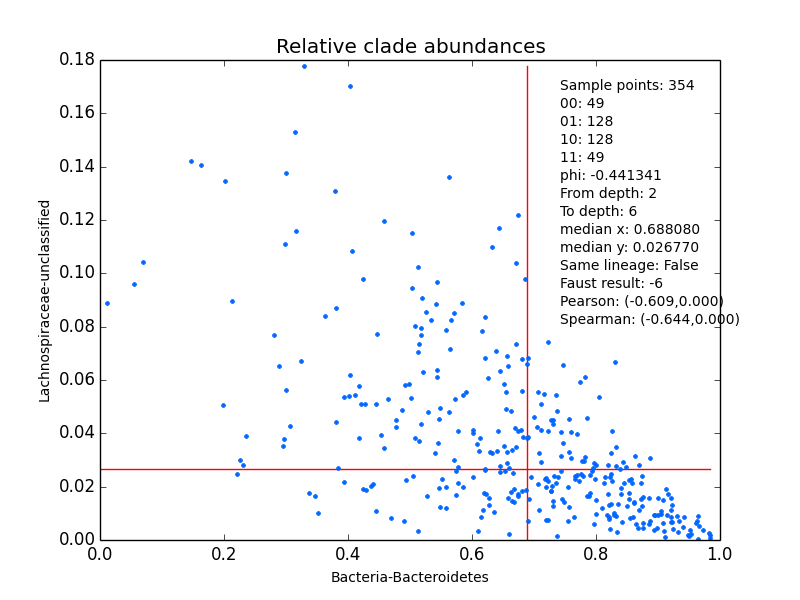 Relative clade abundances
0.18
0.16
0.14
0.12
0.10
0.08
0.06
0.04
0.02
0.00
Lachnospiraceae-unclassified
Sample points: 354
00: 49
01: 128
10: 128
11: 49
phi: -0.441341
From depth: 2
To depth: 6
median x: 0.688080
median y: 0.026770
Same lineage: False
Faust result: -6
Pearson: (-0.609,0.000)
Spearman: (-0.644,0.000)
0.0 0.2 0.4 0.6 0.8 1.0
Bacteria-Bacteroidetes